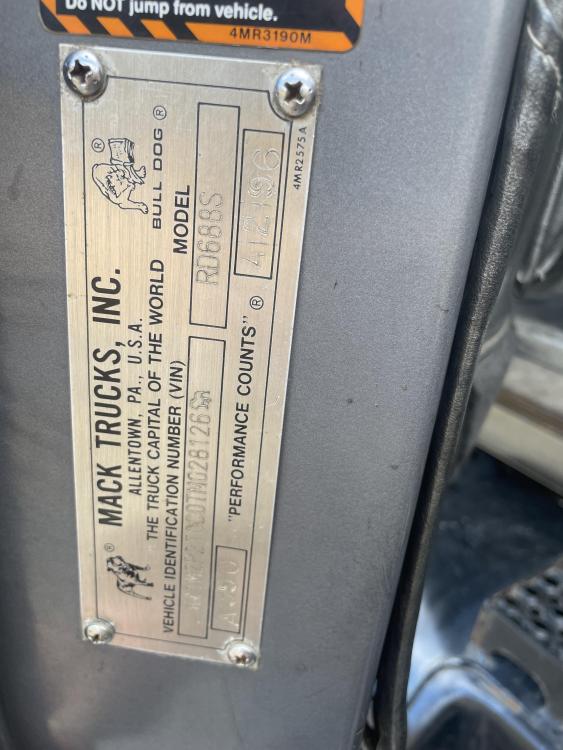 DO NOT jump from vehicle.
4MR3190M
MACK TRUCKS, INC.
ALLENTOWN, PA., U.S.A.
THE TRUCK CAPITAL OF THE WORLD
BULL DOG ®
VEHICLE IDENTIFICATION NUMBER (VIN)
MODEL
RD688S
"PERFORMANCE COUNTS" ®
4MR2575A